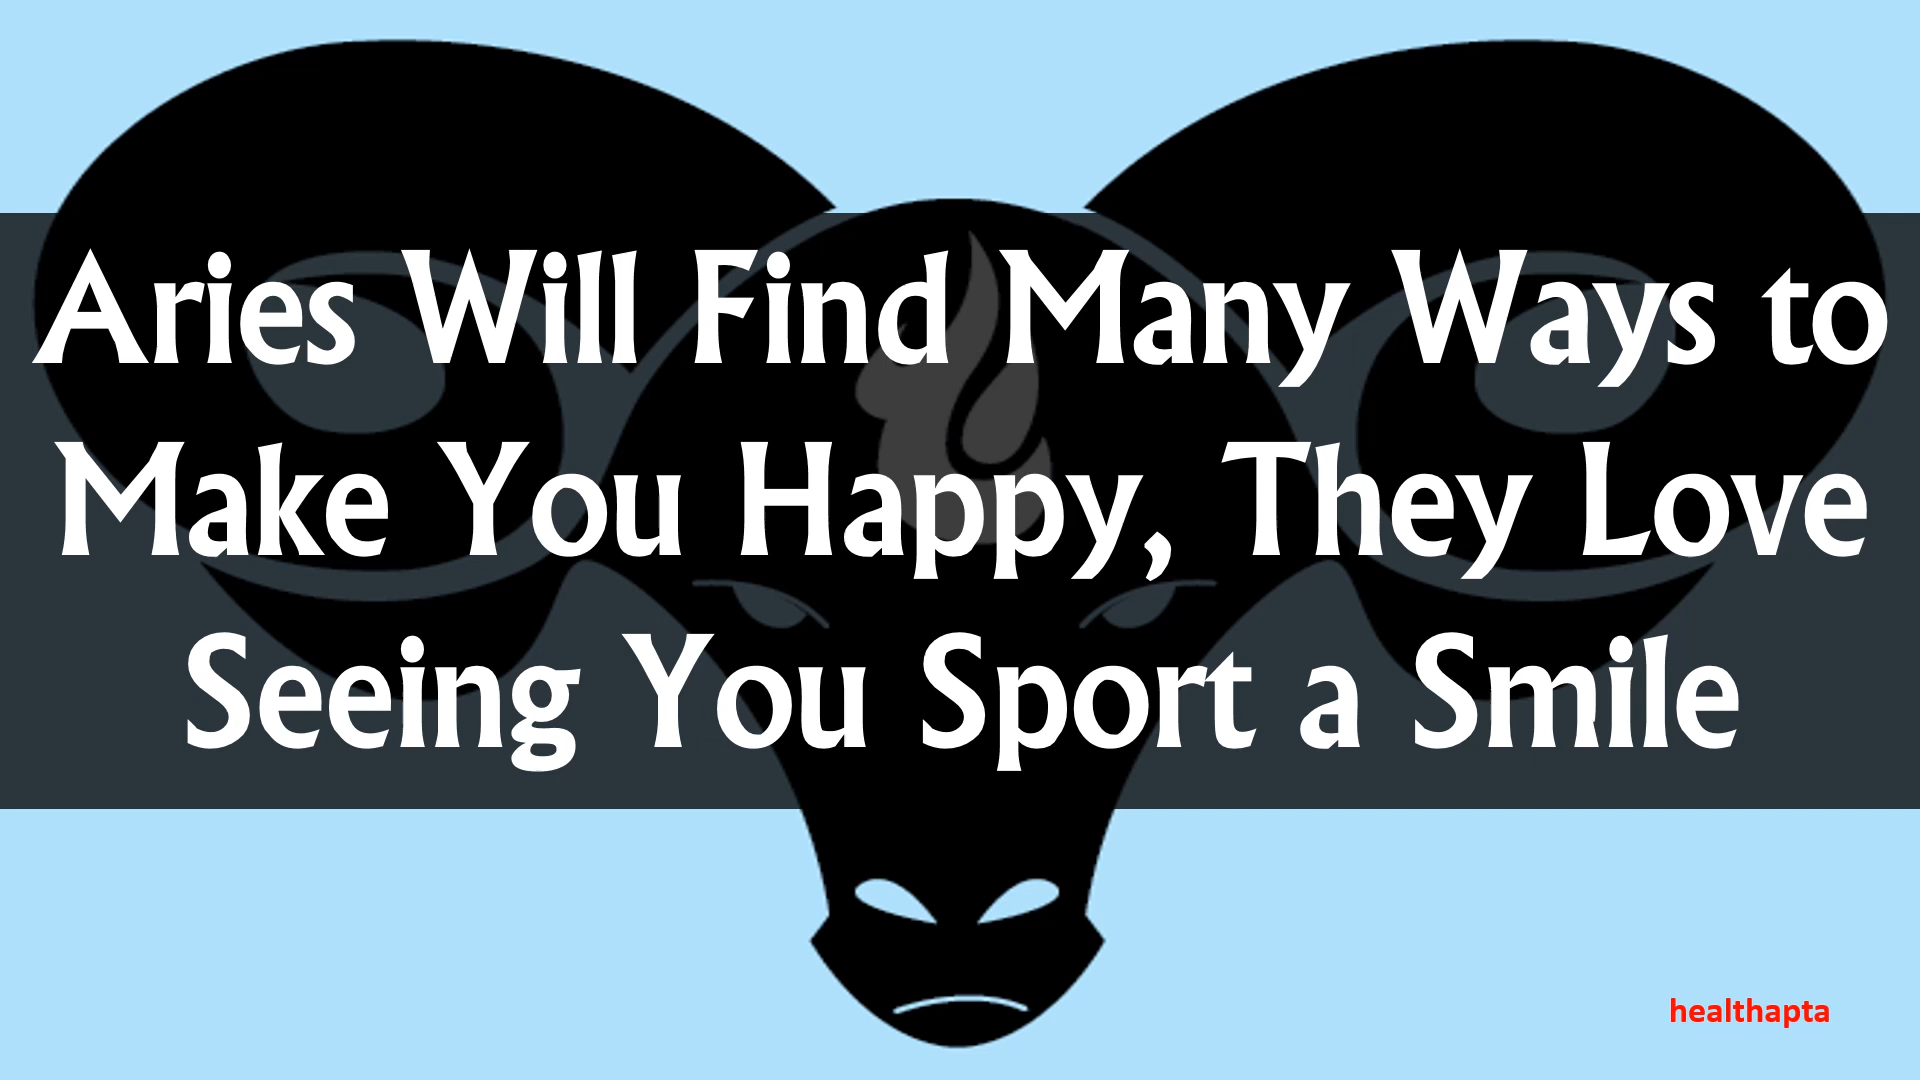 Aries Will Find Many Ways to
Make You Happy, They Love
Seeing You Sport a Smile
healthapta